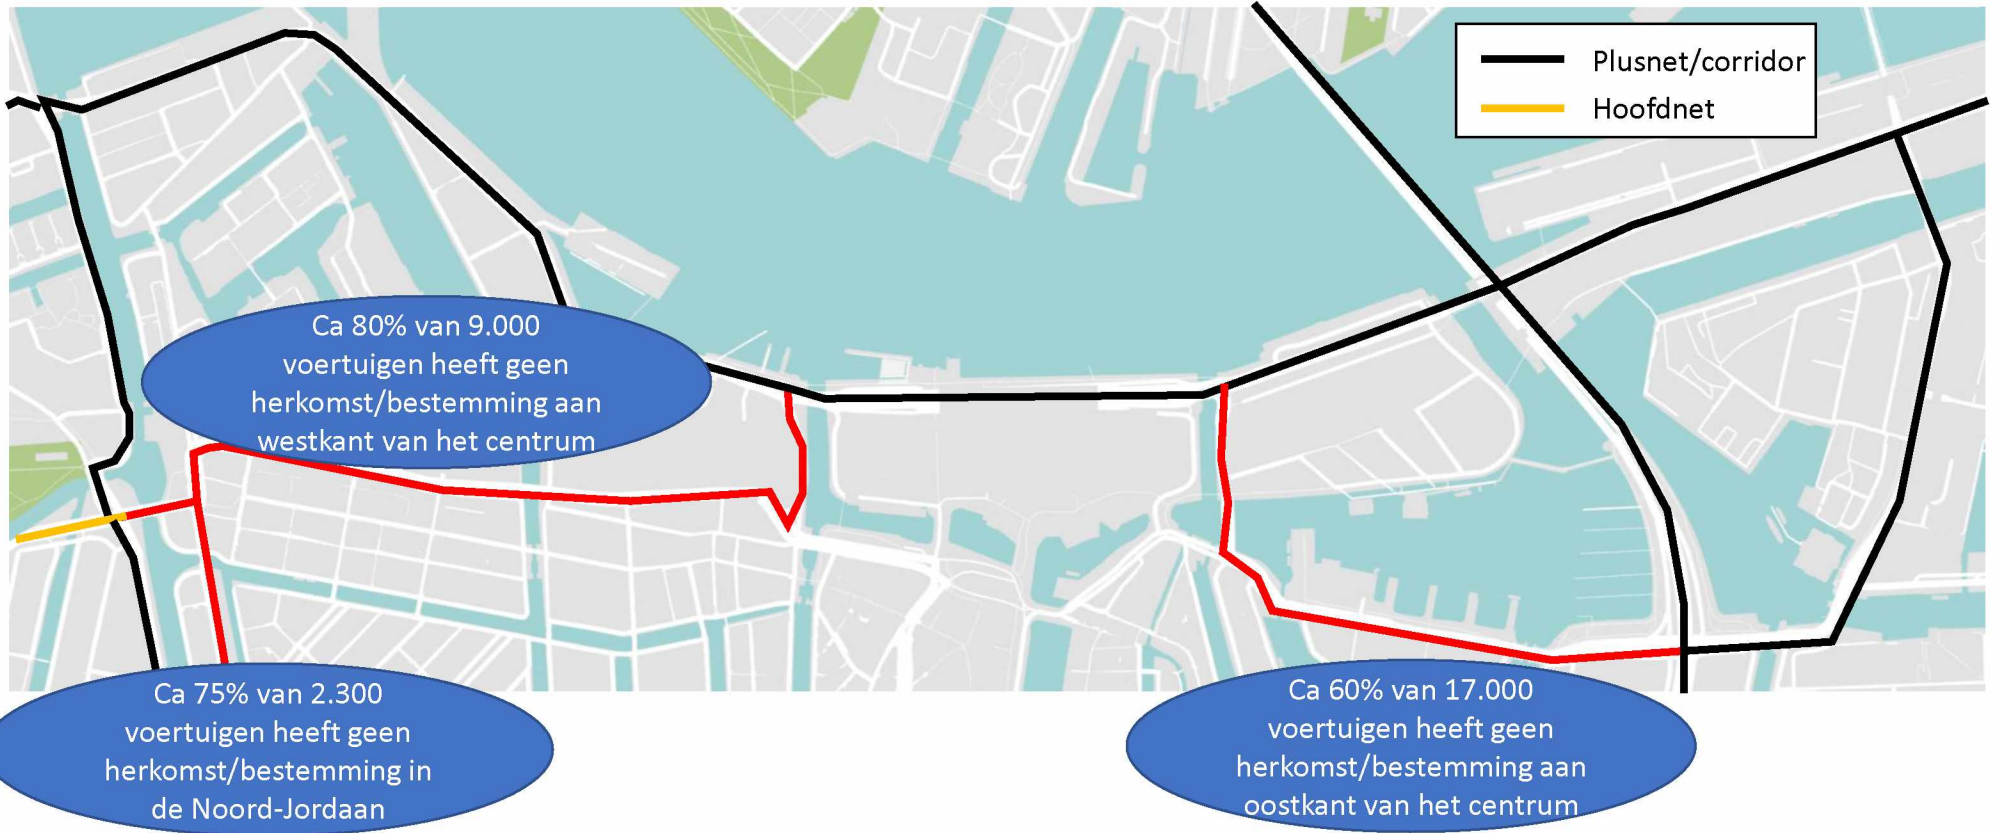 Plusnet/corridor
Hoofdnet
Ca 80% van 9.000
voertuigen heeft geen
herkomst/bestemming aan
westkant van het centrum
Ca 75% van 2.300
voertuigen heeft geen
herkomst/bestemming in
de Noord-Jordaan
Ca 60% van 17.000
voertuigen heeft geen
herkomst/bestemming aan
oostkant van het centrum